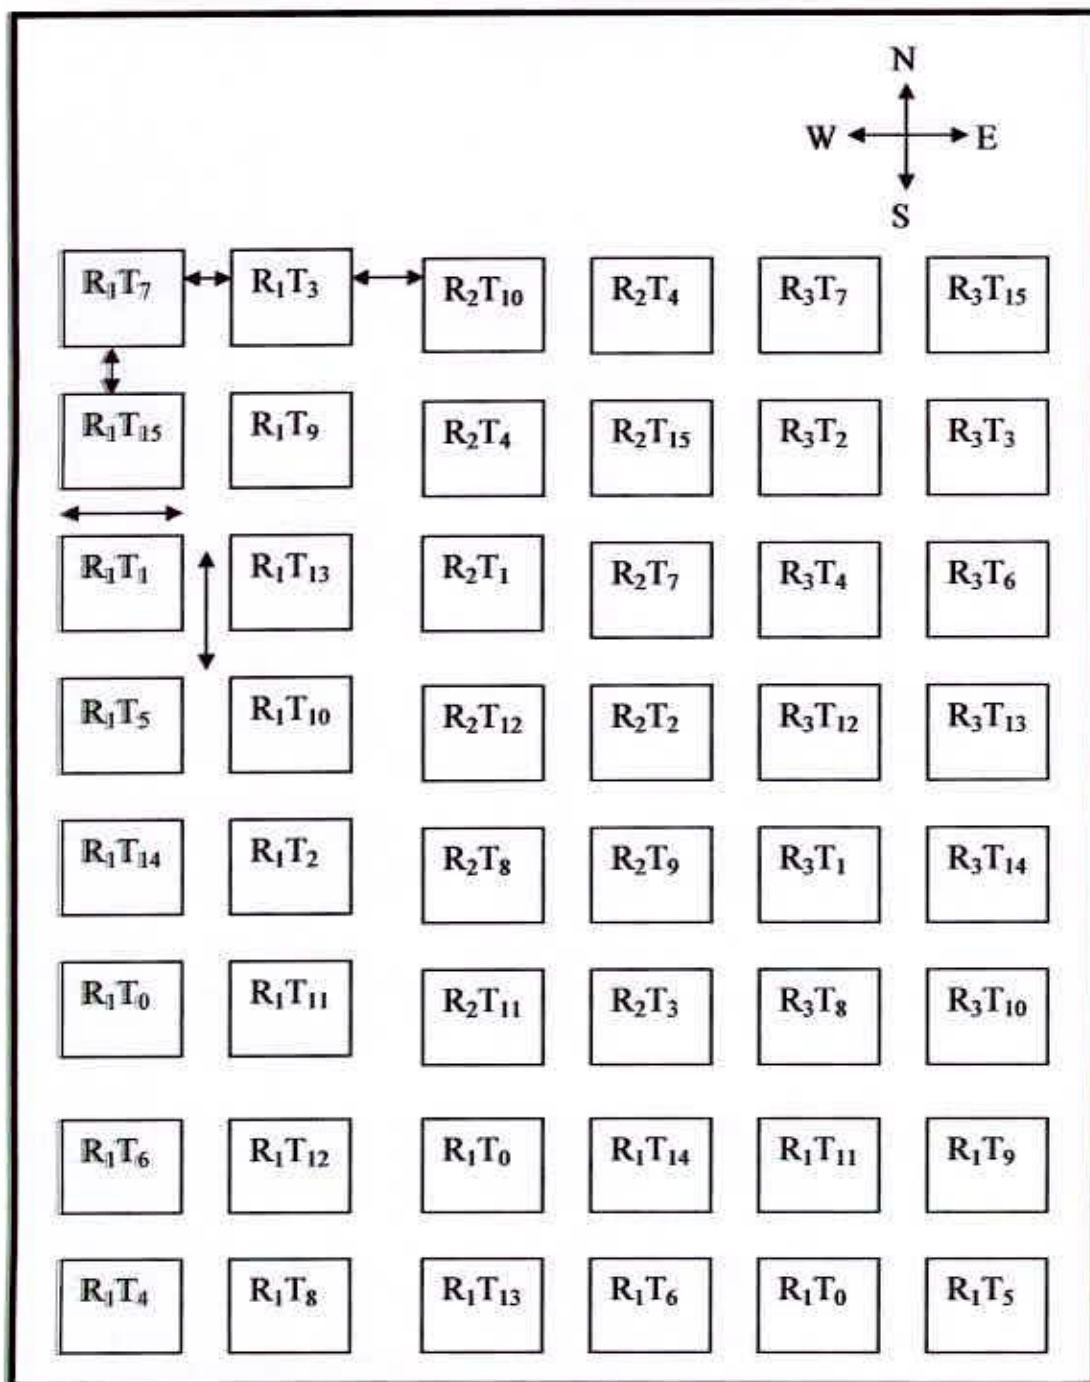 N
W E
S
R₁T₇ R₁T₃ R₂T₁₀ R₂T₄ R₃T₇ R₃T₁₅
R₁T₁₅ R₁T₉ R₂T₄ R₂T₁₅ R₃T₂ R₃T₃
R₁T₁ R₁T₁₃ R₂T₁ R₂T₇ R₃T₄ R₃T₆
R₁T₅ R₁T₁₀ R₂T₁₂ R₂T₂ R₃T₁₂ R₃T₁₃
R₁T₁₄ R₁T₂ R₂T₈ R₂T₉ R₃T₁ R₃T₁₄
R₁T₀ R₁T₁₁ R₂T₁₁ R₂T₃ R₃T₈ R₃T₁₀
R₁T₆ R₁T₁₂ R₁T₀ R₁T₁₄ R₁T₁₁ R₁T₉
R₁T₄ R₁T₈ R₁T₁₃ R₁T₆ R₁T₀ R₁T₅